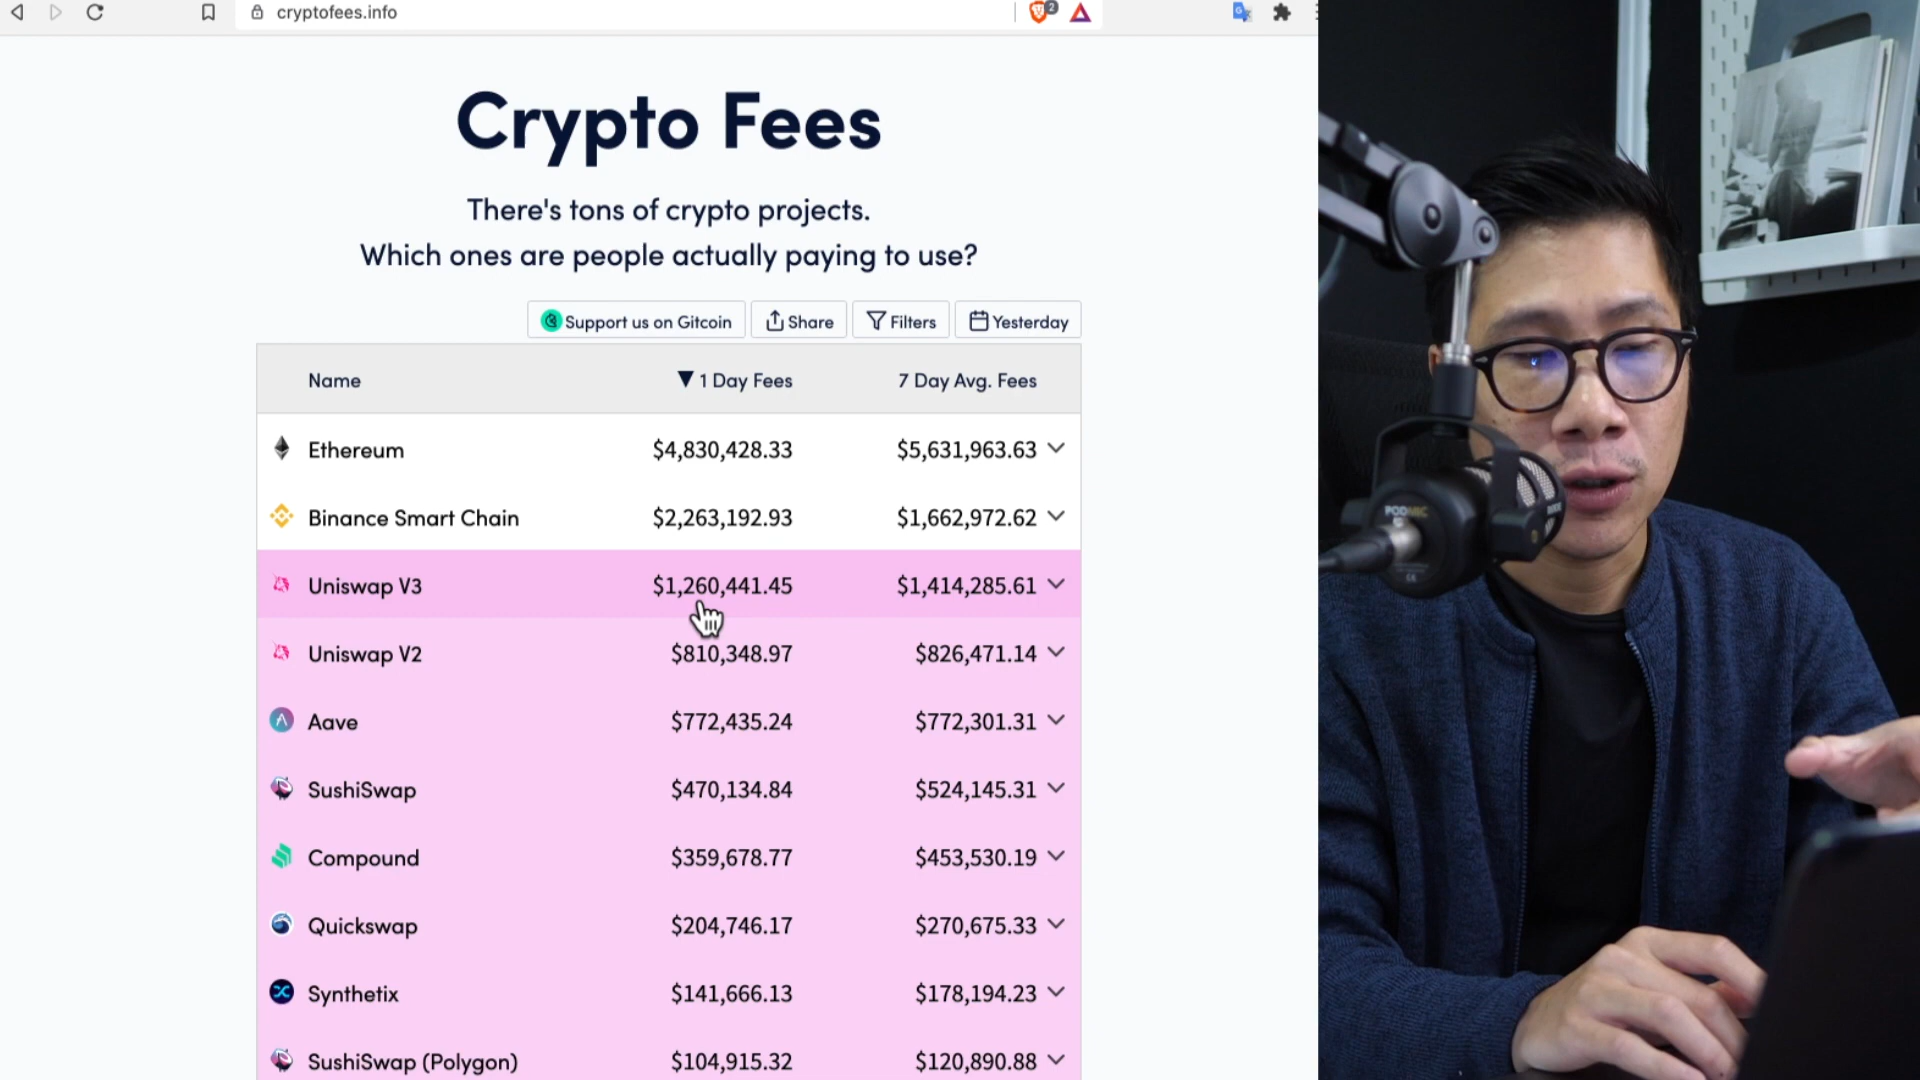 cryptofees.info
2
Crypto Fees
There's tons of crypto projects.
Which ones are people actually paying to use?
Support us on Gitcoin
Share
Filters
Yesterday
Name ▼ 1 Day Fees 7 Day Avg. Fees
Ethereum $4,830,428.33 $5,631,963.63
Binance Smart Chain $2,263,192.93 $1,662,972.62
Uniswap V3 $1,260,441.45 $1,414,285.61
Uniswap V2 $810,348.97 $826,471.14
Aave $772,435.24 $772,301.31
SushiSwap $470,134.84 $524,145.31
Compound $359,678.77 $453,530.19
Quickswap $204,746.17 $270,675.33
Synthetix $141,666.13 $178,194.23
SushiSwap (Polygon) $104,915.32 $120,890.88
PODMIC